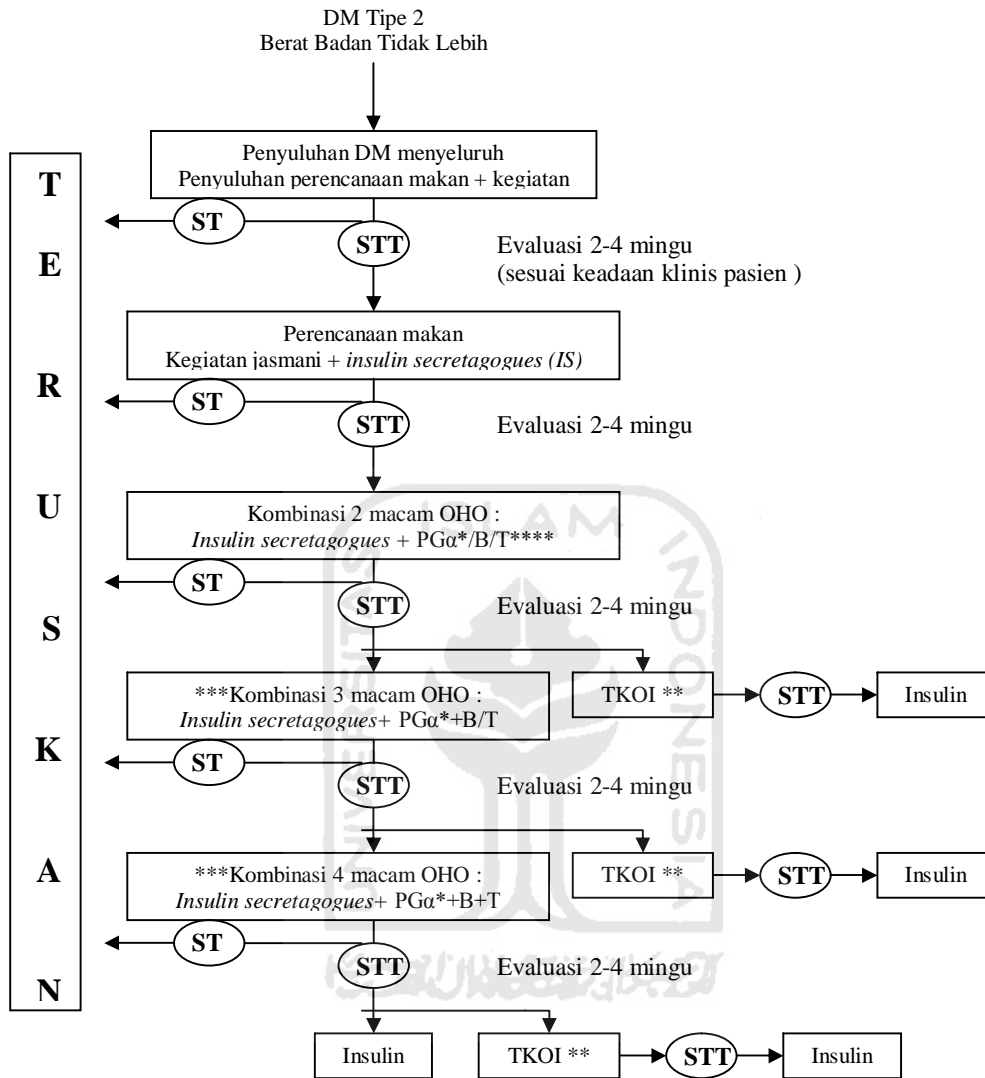 DM Tipe 2
Berat Badan Tidak Lebih
T
E
R
U
S
K
A
N
Penyuluhan DM menyeluruh
Penyuluhan perencanaan makan + kegiatan
ST
STT
Evaluasi 2-4 mingu
(sesuai keadaan klinis pasien )
Perencanaan makan
Kegiatan jasmani + insulin secretagogues (IS)
ST
STT
Evaluasi 2-4 mingu
Kombinasi 2 macam OHO :
Insulin secretagogues + PGα*/B/T****
ST
STT
Evaluasi 2-4 mingu
***Kombinasi 3 macam OHO :
Insulin secretagogues+ PGα*+B/T
TKOI **
STT
Insulin
ST
STT
Evaluasi 2-4 mingu
***Kombinasi 4 macam OHO :
Insulin secretagogues+ PGα*+B+T
TKOI **
STT
Insulin
ST
STT
Evaluasi 2-4 mingu
Insulin
TKOI **
STT
Insulin
UNIVERSITAS
ISLAM
INDONESIA